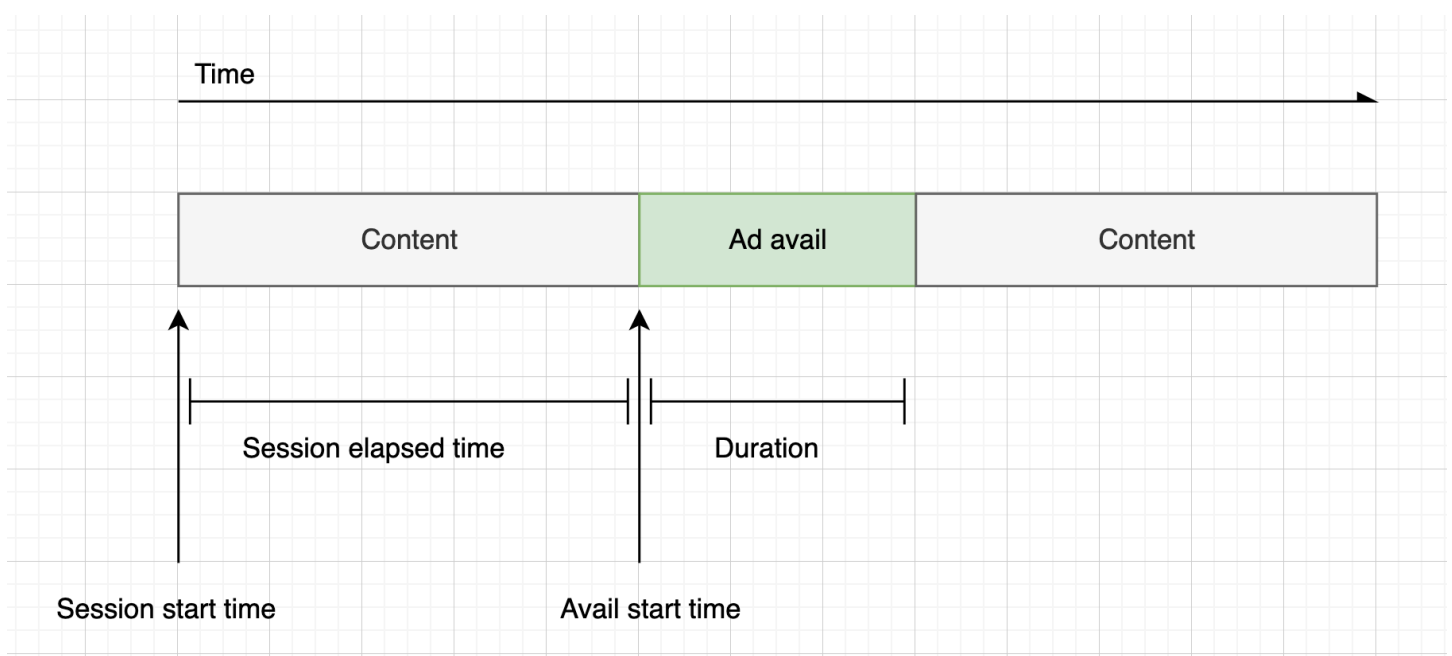 Time
Content
Ad avail
Content
Session elapsed time
Duration
Session start time
Avail start time